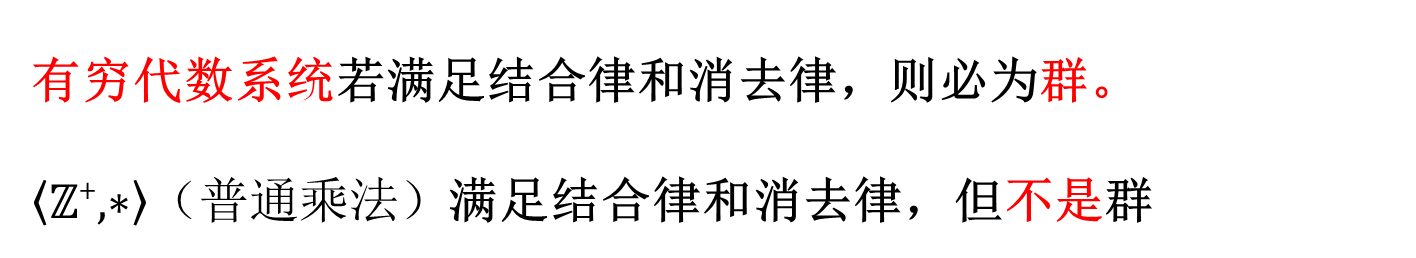 有穷代数系统若满足结合律和消去律，则必为群。
⟨ℤ⁺,∗⟩（普通乘法）满足结合律和消去律，但不是群